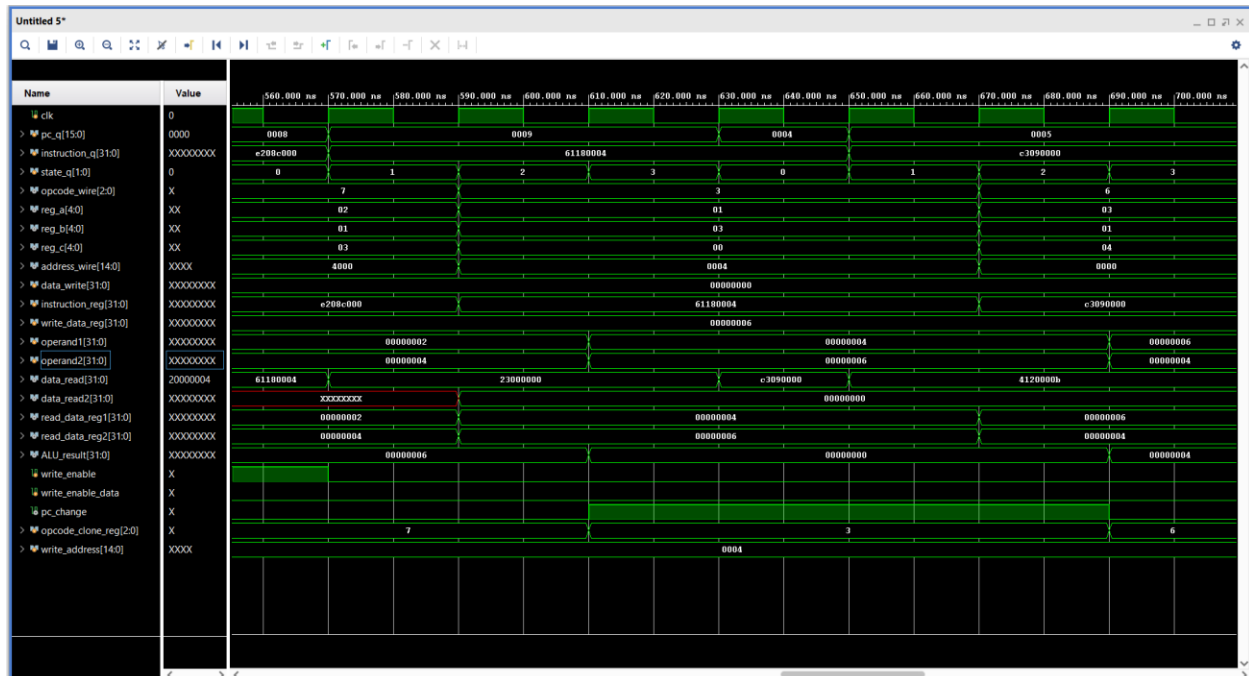 Untitled 5*
Name Value
560.000 ns 570.000 ns 580.000 ns 590.000 ns 600.000 ns 610.000 ns 620.000 ns 630.000 ns 640.000 ns 650.000 ns 660.000 ns 670.000 ns 680.000 ns 690.000 ns 700.000 ns
clk 0
pc_q[15:0] 0000 0008 0009 0004 0005
instruction_q[31:0] XXXXXXXX e208c000 61180004 c3090000
state_q[1:0] 0 0 1 2 3 0 1 2 3
opcode_wire[2:0] X 7 3 6
reg_a[4:0] XX 02 01 03
reg_b[4:0] XX 01 03 01
reg_c[4:0] XX 03 00 04
address_wire[14:0] XXXX 4000 0004 0000
data_write[31:0] XXXXXXXX 00000000
instruction_reg[31:0] XXXXXXXX e208c000 61180004 c3090000
write_data_reg[31:0] XXXXXXXX 00000006
operand1[31:0] XXXXXXXX 00000002 00000004 00000006
operand2[31:0] XXXXXXXX 00000004 00000006 00000004
data_read[31:0] 20000004 61180004 23000000 c3090000 4120000b
data_read2[31:0] XXXXXXXX XXXXXXXX 00000000
read_data_reg1[31:0] XXXXXXXX 00000002 00000004 00000006
read_data_reg2[31:0] XXXXXXXX 00000004 00000006 00000004
ALU_result[31:0] XXXXXXXX 00000006 00000000 00000004
write_enable X
write_enable_data X
pc_change X
opcode_clone_reg[2:0] X 7 3 6
write_address[14:0] XXXX 0004